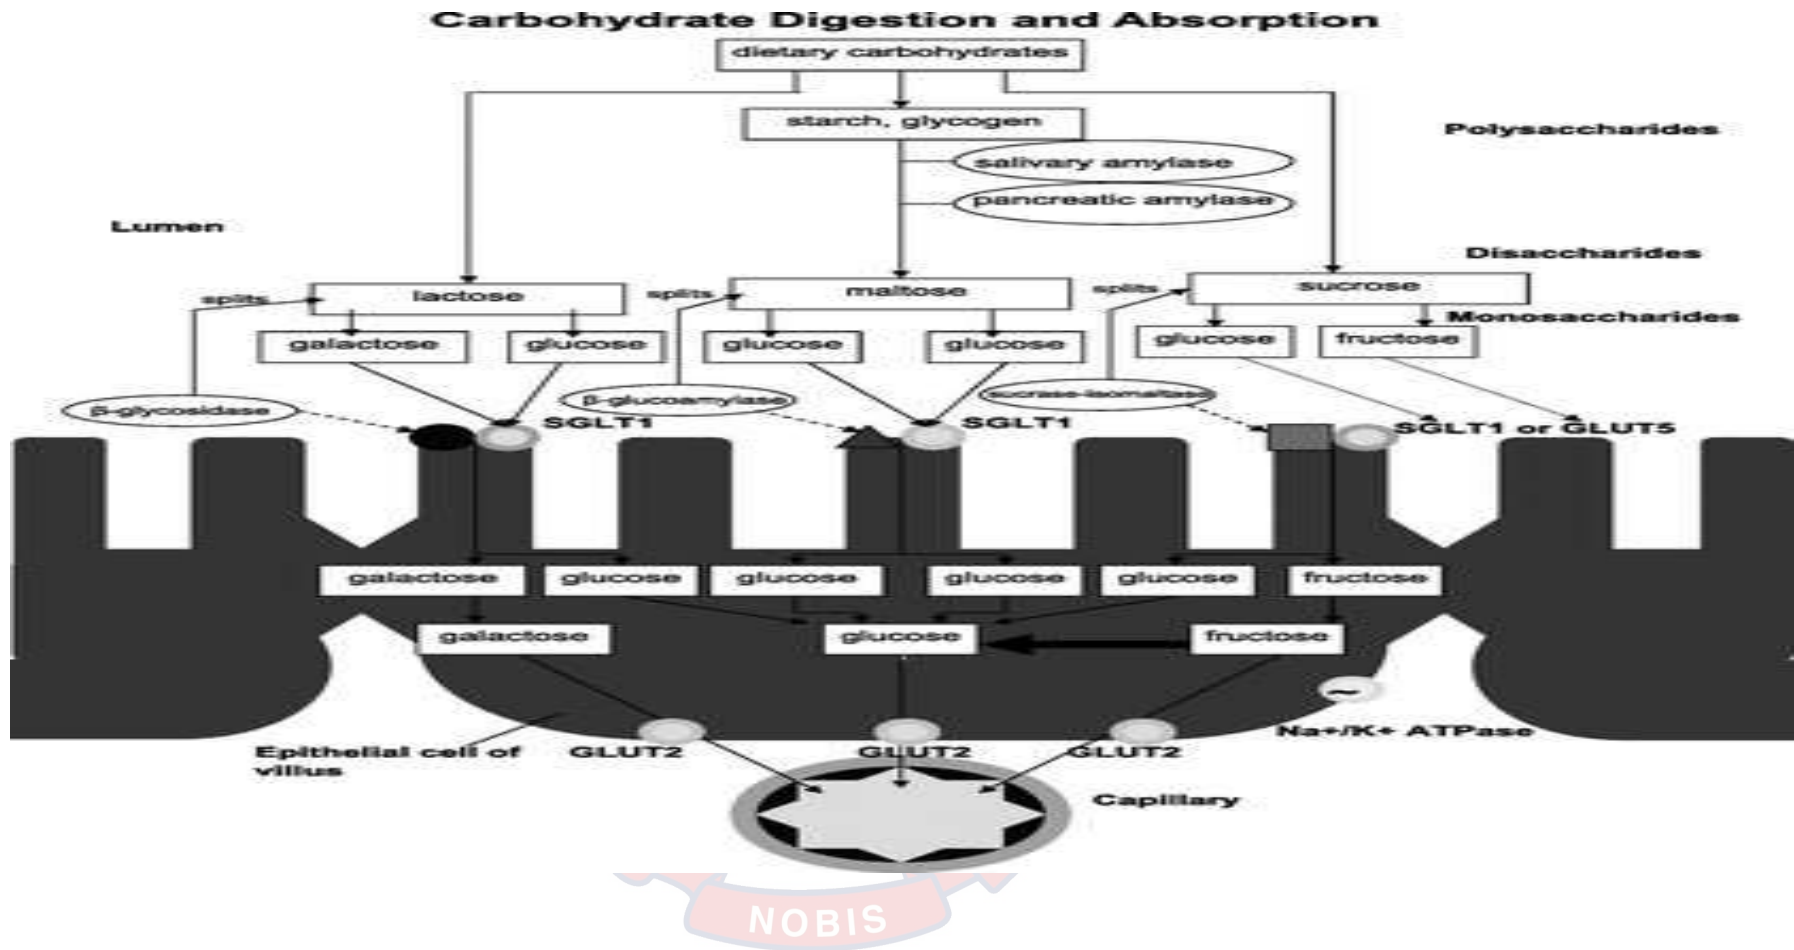 Carbohydrate Digestion and Absorption
dietary carbohydrates
starch, glycogen
Polysaccharides
salivary amylase
pancreatic amylase
Lumen
Disaccharides
splits
lactose
splits
maltose
splits
sucrose
Monosaccharides
galactose
glucose
glucose
glucose
glucose
fructose
β-glycosidase
β-glucoamylase
sucrase-isomaltase
SGLT1
SGLT1
SGLT1 or GLUT5
galactose
glucose
glucose
glucose
glucose
fructose
galactose
glucose
fructose
~
Na+/K+ ATPase
Epithelial cell of
villus
GLUT2
GLUT2
GLUT2
Capillary
NOBIS